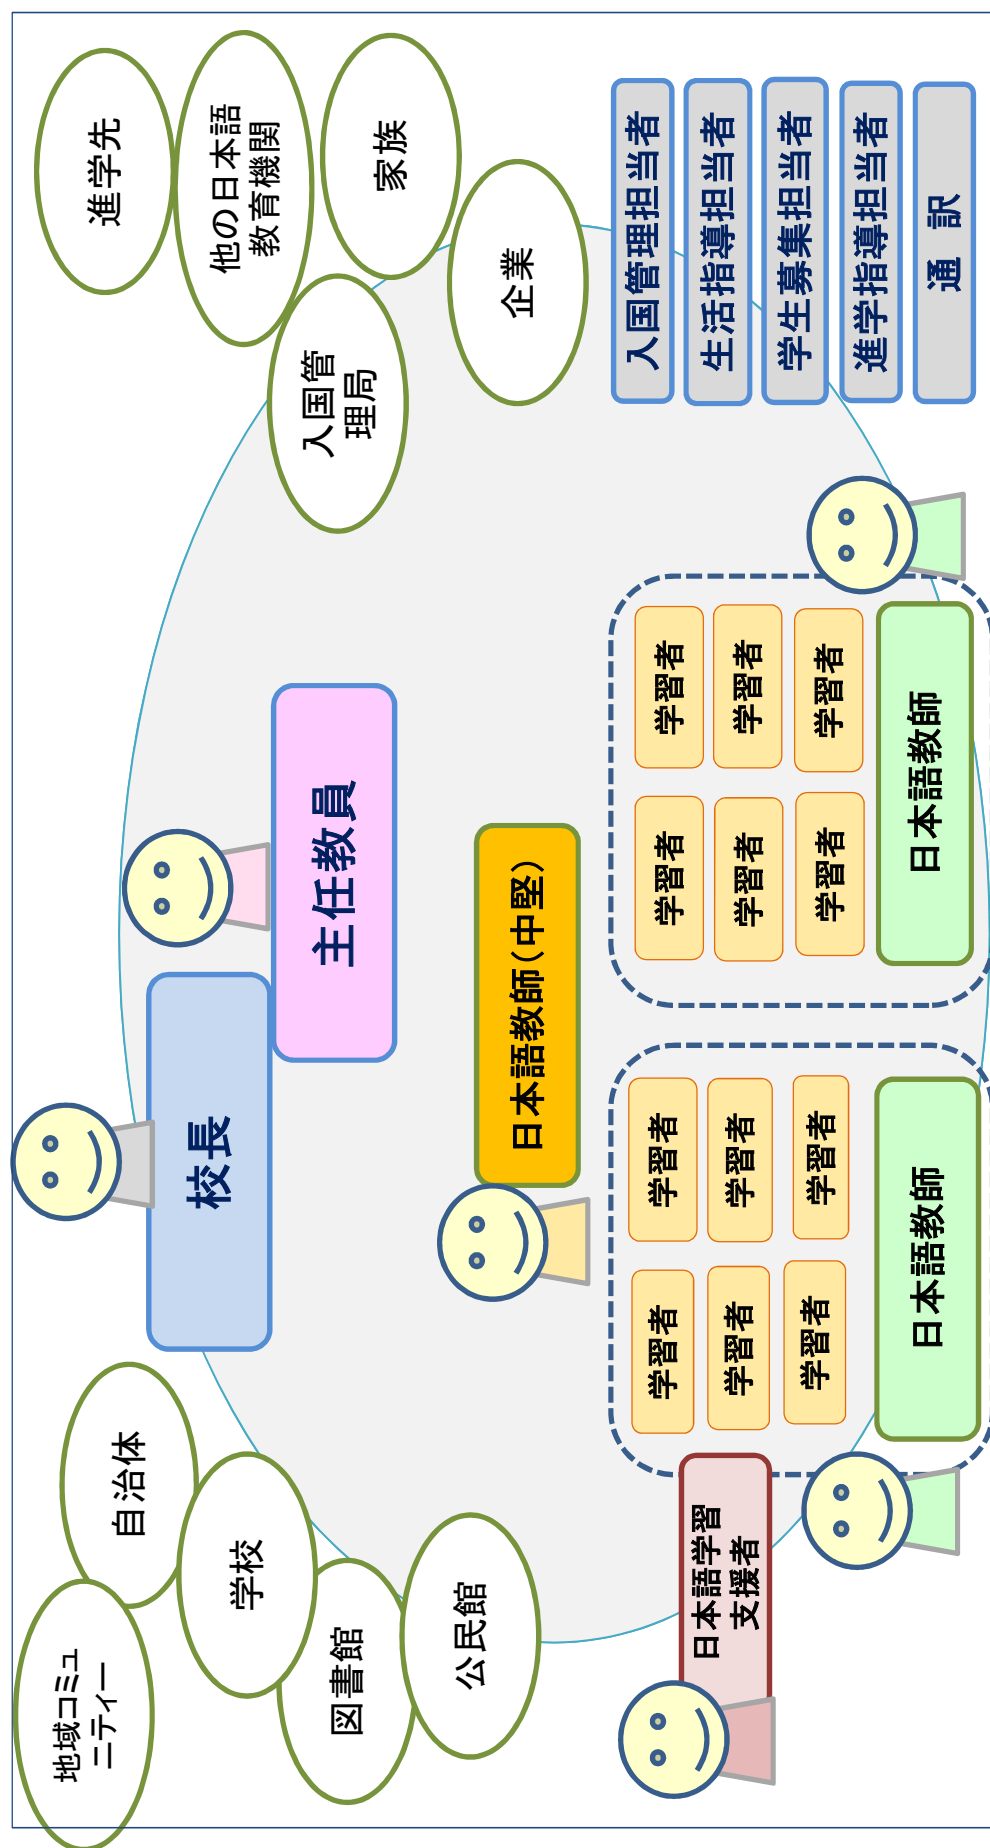 地域コミュ
ニティー
自治体
学校
図書館
公民館
校長
主任教員
進学先
他の日本語
教育機関
家族
入国管
理局
企業
日本語教師(中堅)
日本語学習
支援者
学習者
学習者
学習者
学習者
学習者
学習者
日本語教師
学習者
学習者
学習者
学習者
学習者
学習者
日本語教師
入国管理担当者
生活指導担当者
学生募集担当者
進学指導担当者
通　訳